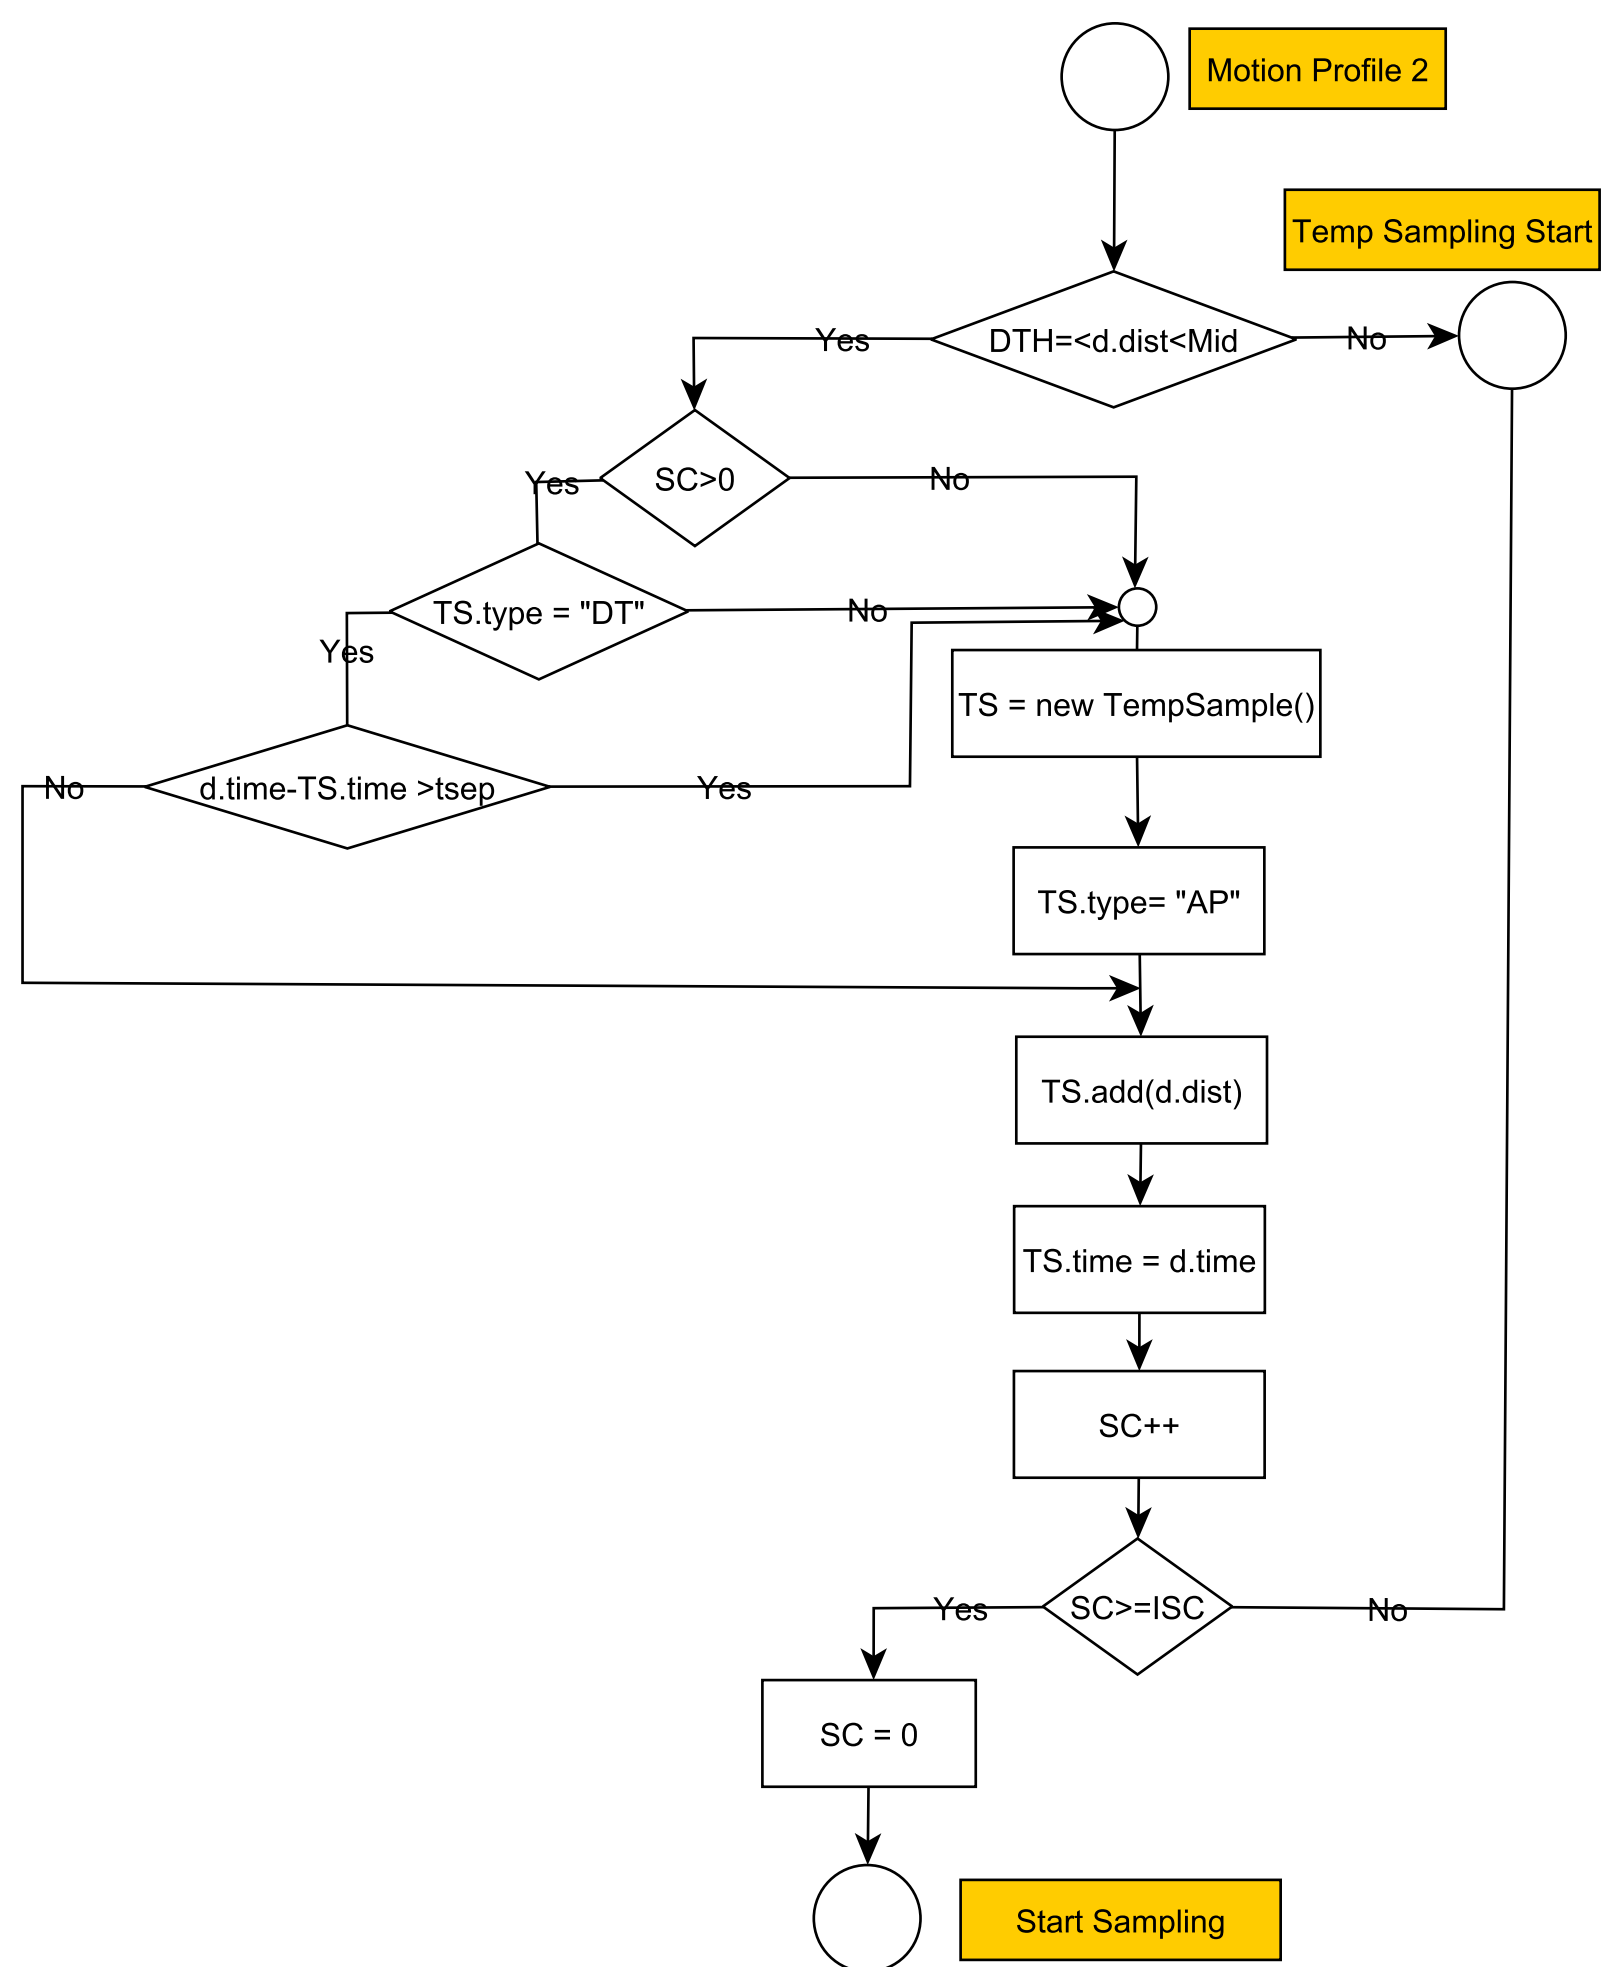 Motion Profile 2
Temp Sampling Start
DTH=<d.dist<Mid
Yes
No
SC>0
Yes
No
TS.type = "DT"
No
Yes
TS = new TempSample()
d.time-TS.time >tsep
No
Yes
TS.type= "AP"
TS.add(d.dist)
TS.time = d.time
SC++
SC>=ISC
Yes
No
SC = 0
Start Sampling